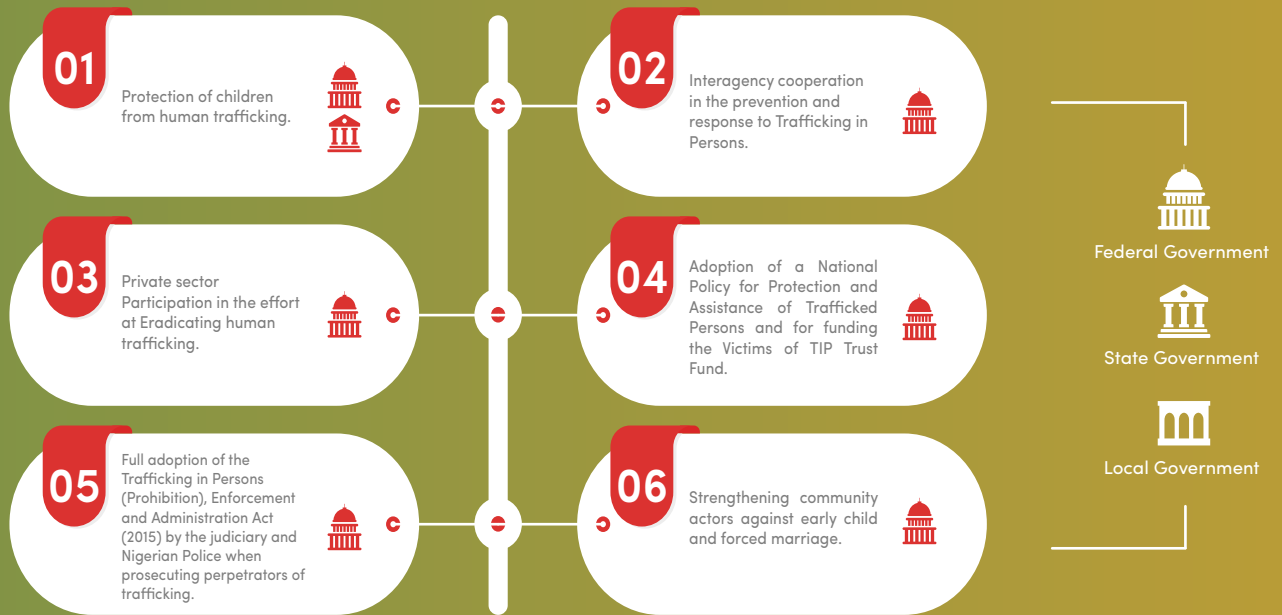 01
Protection of children
from human trafficking.
02
Interagency cooperation
in the prevention and
response to Trafficking in
Persons.
03
Private sector
Participation in the effort
at Eradicating human
trafficking.
04
Adoption of a National
Policy for Protection and
Assistance of Trafficked
Persons and for funding
the Victims of TIP Trust
Fund.
05
Full adoption of the
Trafficking in Persons
(Prohibition), Enforcement
and Administration Act
(2015) by the judiciary and
Nigerian Police when
prosecuting perpetrators of
trafficking.
06
Strengthening community
actors against early child
and forced marriage.
Federal Government
State Government
Local Government